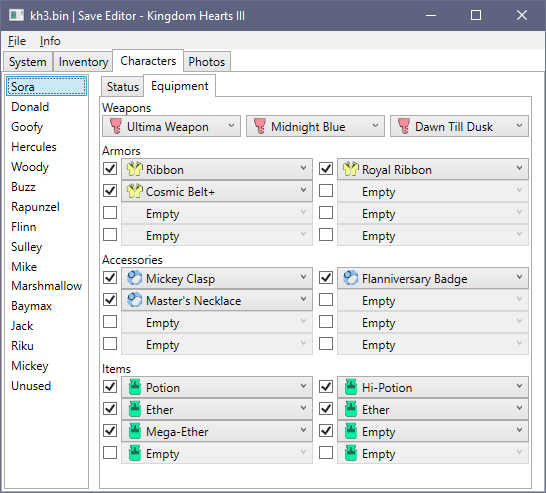 kh3.bin | Save Editor - Kingdom Hearts III
File Info
System Inventory Characters Photos
Sora
Donald
Goofy
Hercules
Woody
Buzz
Rapunzel
Flinn
Sulley
Mike
Marshmallow
Baymax
Jack
Riku
Mickey
Unused
Status Equipment
Weapons
Ultima Weapon Midnight Blue Dawn Till Dusk
Armors
Ribbon Royal Ribbon
Cosmic Belt+ Empty
Empty Empty
Empty Empty
Accessories
Mickey Clasp Flanniversary Badge
Master's Necklace Empty
Empty Empty
Empty Empty
Items
Potion Hi-Potion
Ether Ether
Mega-Ether Empty
Empty Empty